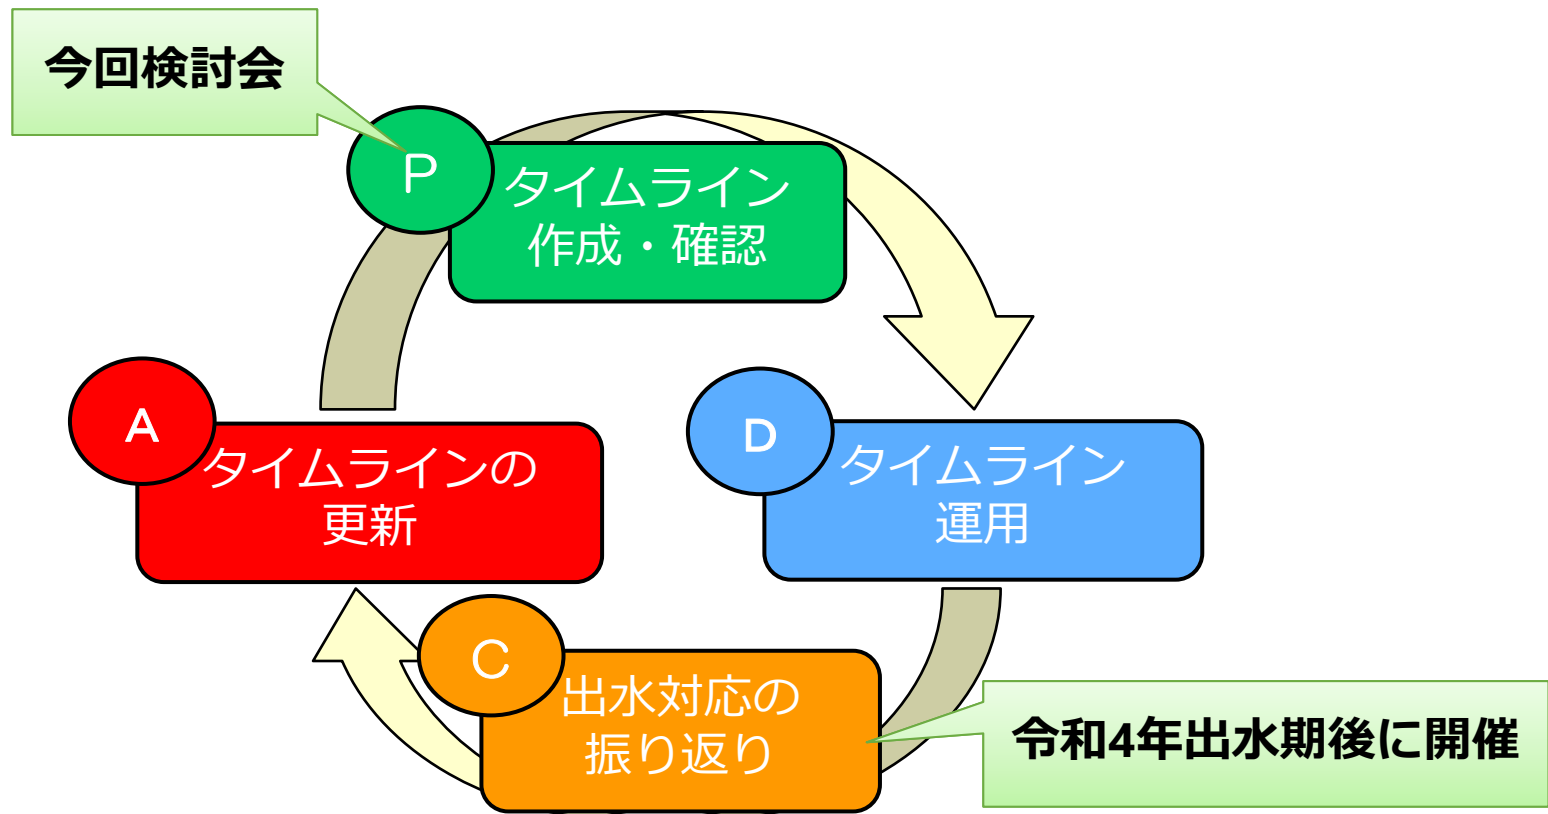 今回検討会
P
タイムライン
作成・確認
A
タイムラインの
更新
D
タイムライン
運用
C
出水対応の
振り返り
令和4年出水期後に開催